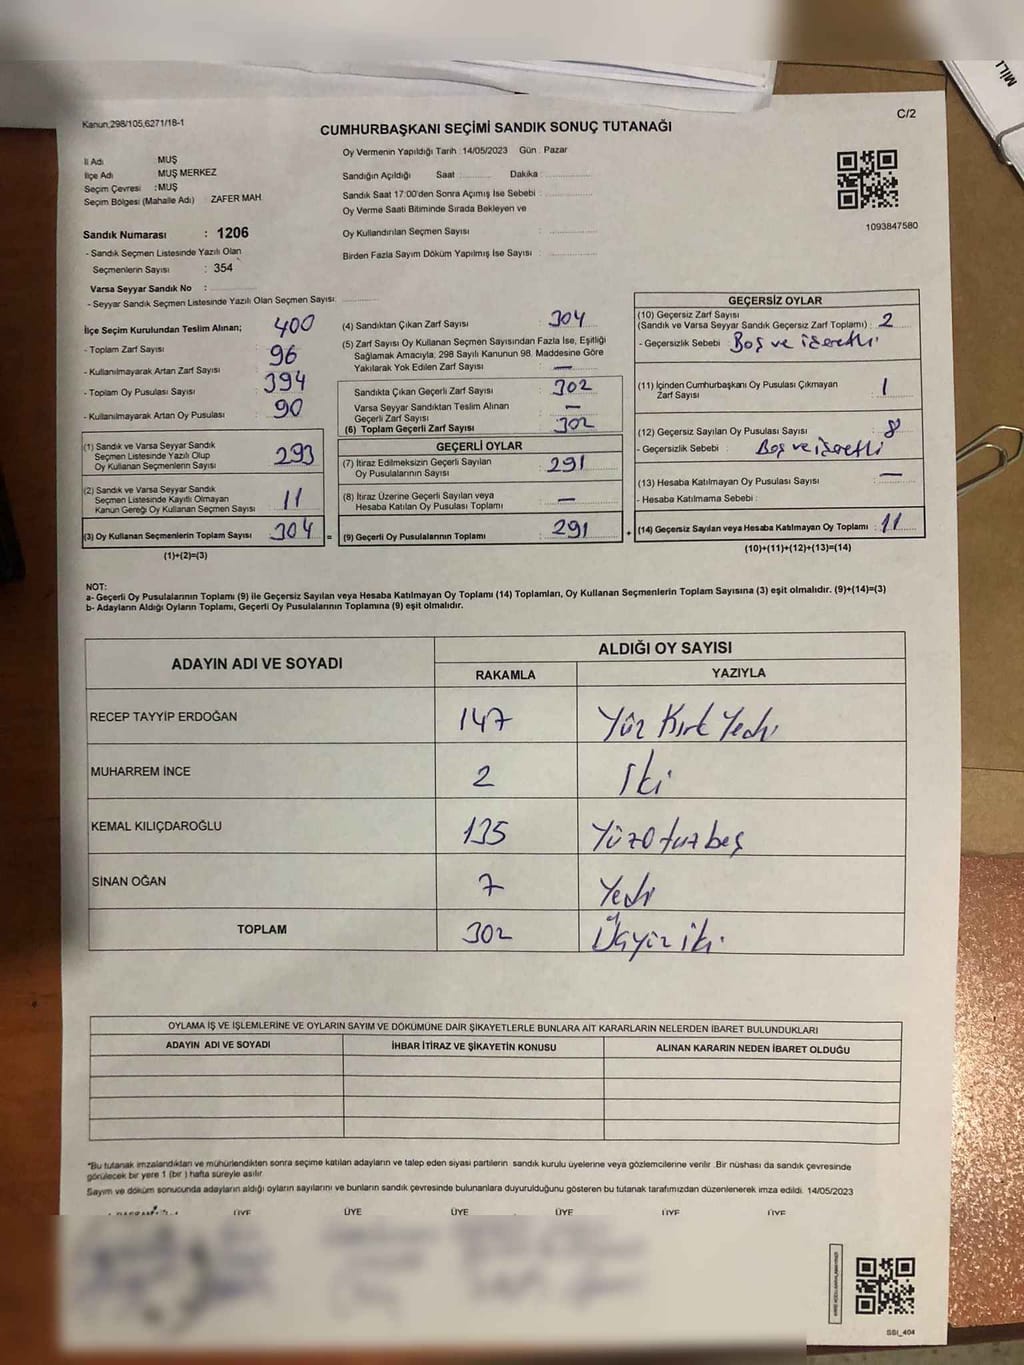 MİLLİ
Kanun,298/105,6271/18-1
C/2
CUMHURBAŞKANI SEÇİMİ SANDIK SONUÇ TUTANAĞI
İl Adı MUŞ
İlçe Adı MUŞ MERKEZ
Seçim Çevresi :MUŞ
Seçim Bölgesi (Mahalle Adı) ZAFER MAH.
Oy Vermenin Yapıldığı Tarih :14/05/2023 Gün : Pazar
Sandığın Açıldığı Saat :........... Dakika :...............
Sandık Saat 17:00'den Sonra Açımış İse Sebebi :...............
Oy Verme Saati Bitiminde Sırada Bekleyen ve
Oy Kullandırılan Seçmen Sayısı :...............
Birden Fazla Sayım Döküm Yapılmış İse Sayısı :...............
1093847580
Sandık Numarası : 1206
- Sandık Seçmen Listesinde Yazılı Olan
Seçmenlerin Sayısı : 354
Varsa Seyyar Sandık No :...............
- Seyyar Sandık Seçmen Listesinde Yazılı Olan Seçmen Sayısı:............
İlçe Seçim Kurulundan Teslim Alınan;
- Toplam Zarf Sayısı : 400
- Kullanılmayarak Artan Zarf Sayısı : 96
- Toplam Oy Pusulası Sayısı : 394
- Kullanılmayarak Artan Oy Pusulası : 90
(1) Sandık ve Varsa Seyyar Sandık
Seçmen Listesinde Yazılı Olup
Oy Kullanan Seçmenlerin Sayısı : 293
(2) Sandık ve Varsa Seyyar Sandık
Seçmen Listesinde Kayıtlı Olmayan
Kanun Gereği Oy Kullanan Seçmen Sayısı : 11
(3) Oy Kullanan Seçmenlerin Toplam Sayısı : 304 =
(1)+(2)=(3)
(4) Sandıktan Çıkan Zarf Sayısı : 304
(5) Zarf Sayısı Oy Kullanan Seçmen Sayısından Fazla İse, Eşitliği
Sağlamak Amacıyla, 298 Sayılı Kanunun 98. Maddesine Göre
Yakılarak Yok Edilen Zarf Sayısı : —
Sandıkta Çıkan Geçerli Zarf Sayısı : 302
Varsa Seyyar Sandıktan Teslim Alınan
Geçerli Zarf Sayısı : —
(6) Toplam Geçerli Zarf Sayısı : 302
GEÇERLİ OYLAR
(7) İtiraz Edilmeksizin Geçerli Sayılan
Oy Pusulalarının Sayısı : 291
(8) İtiraz Üzerine Geçerli Sayılan veya
Hesaba Katılan Oy Pusulası Toplamı : —
(9) Geçerli Oy Pusulalarının Toplamı : 291 +
GEÇERSİZ OYLAR
(10) Geçersiz Zarf Sayısı
(Sandık ve Varsa Seyyar Sandık Geçersiz Zarf Toplamı) : 2
- Geçersizlik Sebebi : Boş ve işaretli
(11) İçinden Cumhurbaşkanı Oy Pusulası Çıkmayan
Zarf Sayısı : 1
(12) Geçersiz Sayılan Oy Pusulası Sayısı : 8
- Geçersizlik Sebebi : Boş ve işaretli
(13) Hesaba Katılmayan Oy Pusulası Sayısı : —
- Hesaba Katılmama Sebebi :
(14) Geçersiz Sayılan veya Hesaba Katılmayan Oy Toplamı : 11
(10)+(11)+(12)+(13)=(14)
NOT:
a- Geçerli Oy Pusulalarının Toplamı (9) ile Geçersiz Sayılan veya Hesaba Katılmayan Oy Toplamı (14) Toplamları, Oy Kullanan Seçmenlerin Toplam Sayısına (3) eşit olmalıdır. (9)+(14)=(3)
b- Adayların Aldığı Oyların Toplamı, Geçerli Oy Pusulalarının Toplamına (9) eşit olmalıdır.
ADAYIN ADI VE SOYADI ALDIĞI OY SAYISI
RAKAMLA YAZIYLA
RECEP TAYYİP ERDOĞAN 147 Yüz Kırk Yedi
MUHARREM İNCE 2 İki
KEMAL KILIÇDAROĞLU 135 Yüzotuzbeş
SİNAN OĞAN 7 Yedi
TOPLAM 302 Üçyüz iki
OYLAMA İŞ VE İŞLEMLERİNE VE OYLARIN SAYIM VE DÖKÜMÜNE DAİR ŞİKAYETLERLE BUNLARA AİT KARARLARIN NELERDEN İBARET BULUNDUKLARI
ADAYIN ADI VE SOYADI İHBAR İTİRAZ VE ŞİKAYETİN KONUSU ALINAN KARARIN NEDEN İBARET OLDUĞU
*Bu tutanak imzalandıktan ve mühürlendikten sonra seçime katılan adayların ve talep eden siyasi partilerin sandık kurulu üyelerine veya gözlemcilerine verilir. Bir nüshası da sandık çevresinde
görülecek bir yere 1 (bir ) hafta süreyle asılır.
Sayım ve döküm sonucunda adayların aldığı oyların sayılarını ve bunların sandık çevresinde bulunanlara duyurulduğunu gösteren bu tutanak tarafımızdan düzenlenerek imza edildi. 14/05/2023
ÜYE ÜYE ÜYE ÜYE ÜYE ÜYE
SSI_404